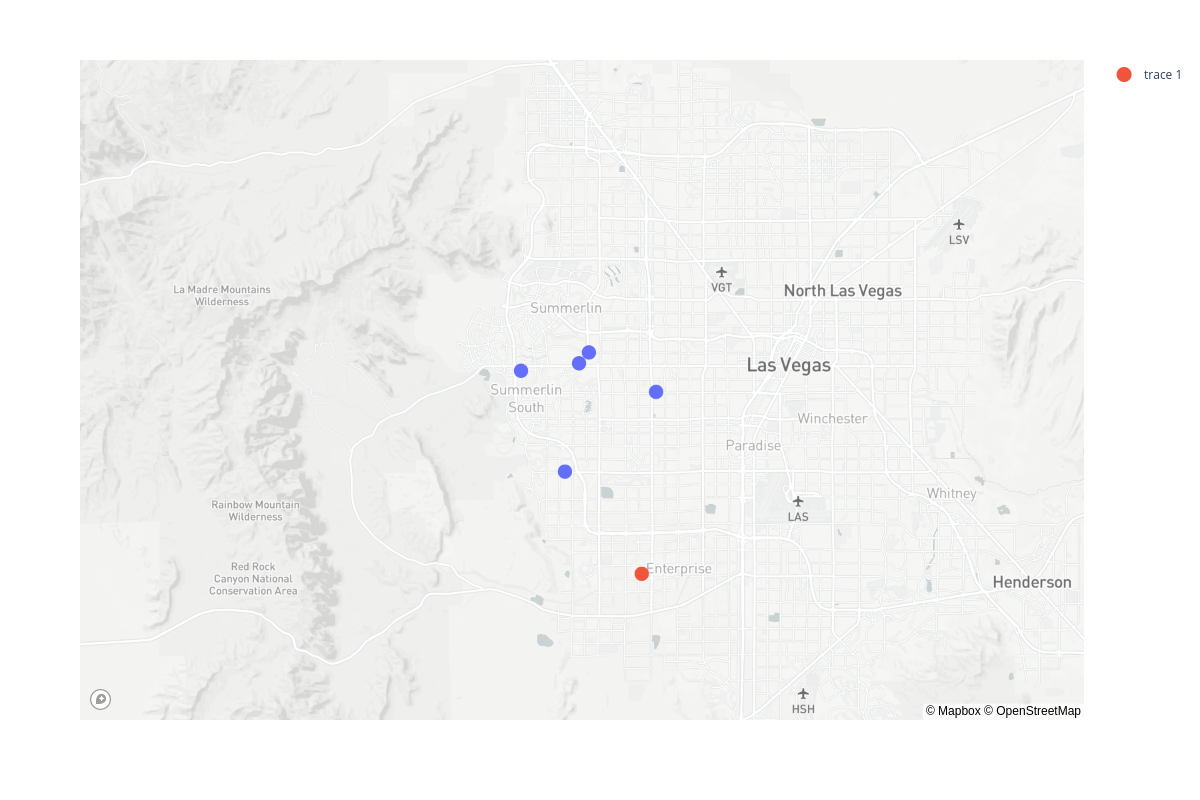 trace 1
LSV
VGT
North Las Vegas
La Madre Mountains
Wilderness
Summerlin
Las Vegas
Summerlin
South
Winchester
Paradise
Whitney
Rainbow Mountain
Wilderness
LAS
Enterprise
Red Rock
Canyon National
Conservation Area
Henderson
HSH
© Mapbox © OpenStreetMap